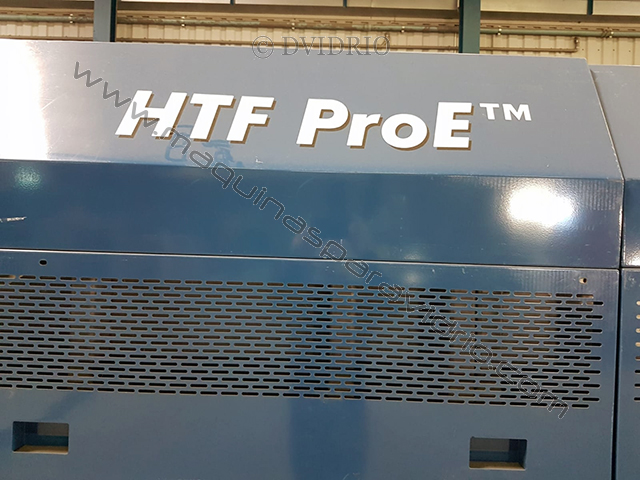 © DVIDRIO
HTF ProE™
www.maquinasparavidrio.com